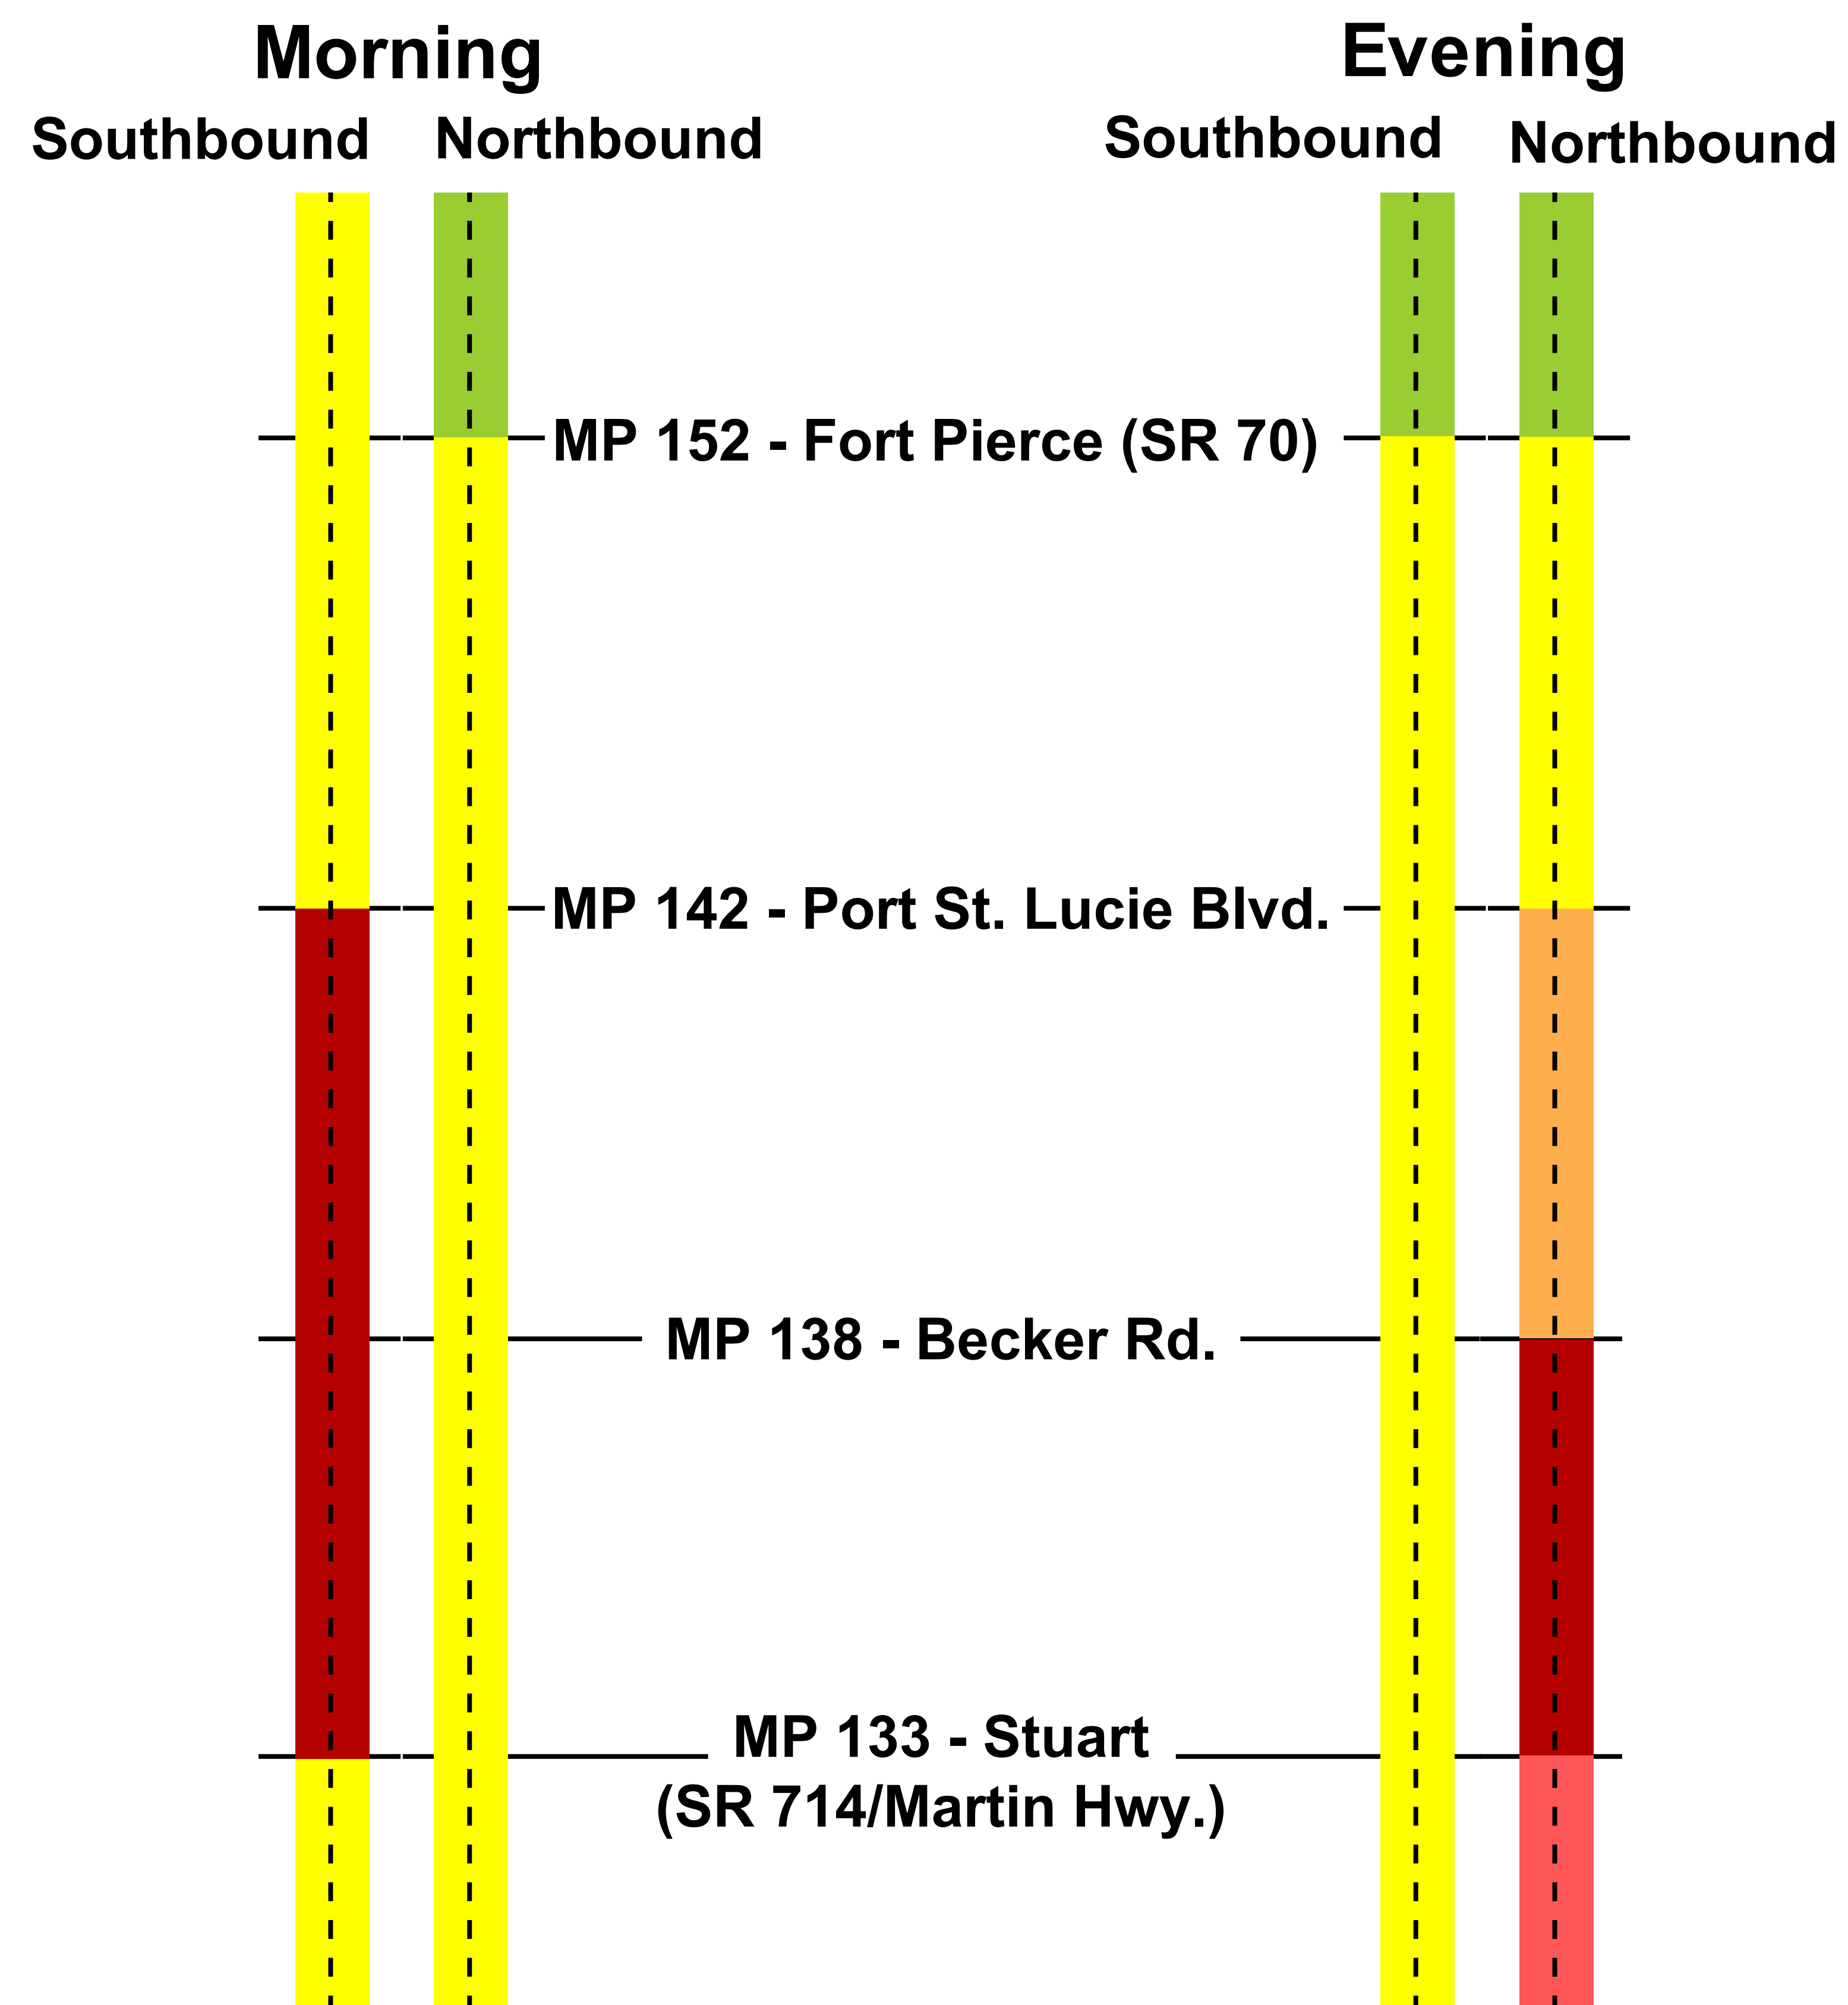 Morning
Evening
Southbound
Northbound
Southbound
Northbound
MP 152 - Fort Pierce (SR 70)
MP 142 - Port St. Lucie Blvd.
MP 138 - Becker Rd.
MP 133 - Stuart
(SR 714/Martin Hwy.)